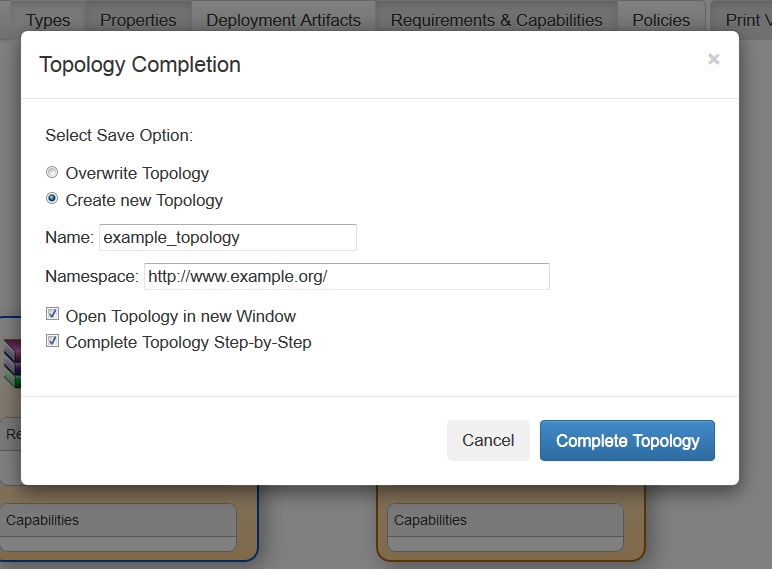 Types Properties Deployment Artifacts Requirements & Capabilities Policies Print
Topology Completion
×
Select Save Option:
Overwrite Topology
Create new Topology
Name: example_topology
Namespace: http://www.example.org/
Open Topology in new Window
Complete Topology Step-by-Step
Cancel Complete Topology
Re
Capabilities Capabilities